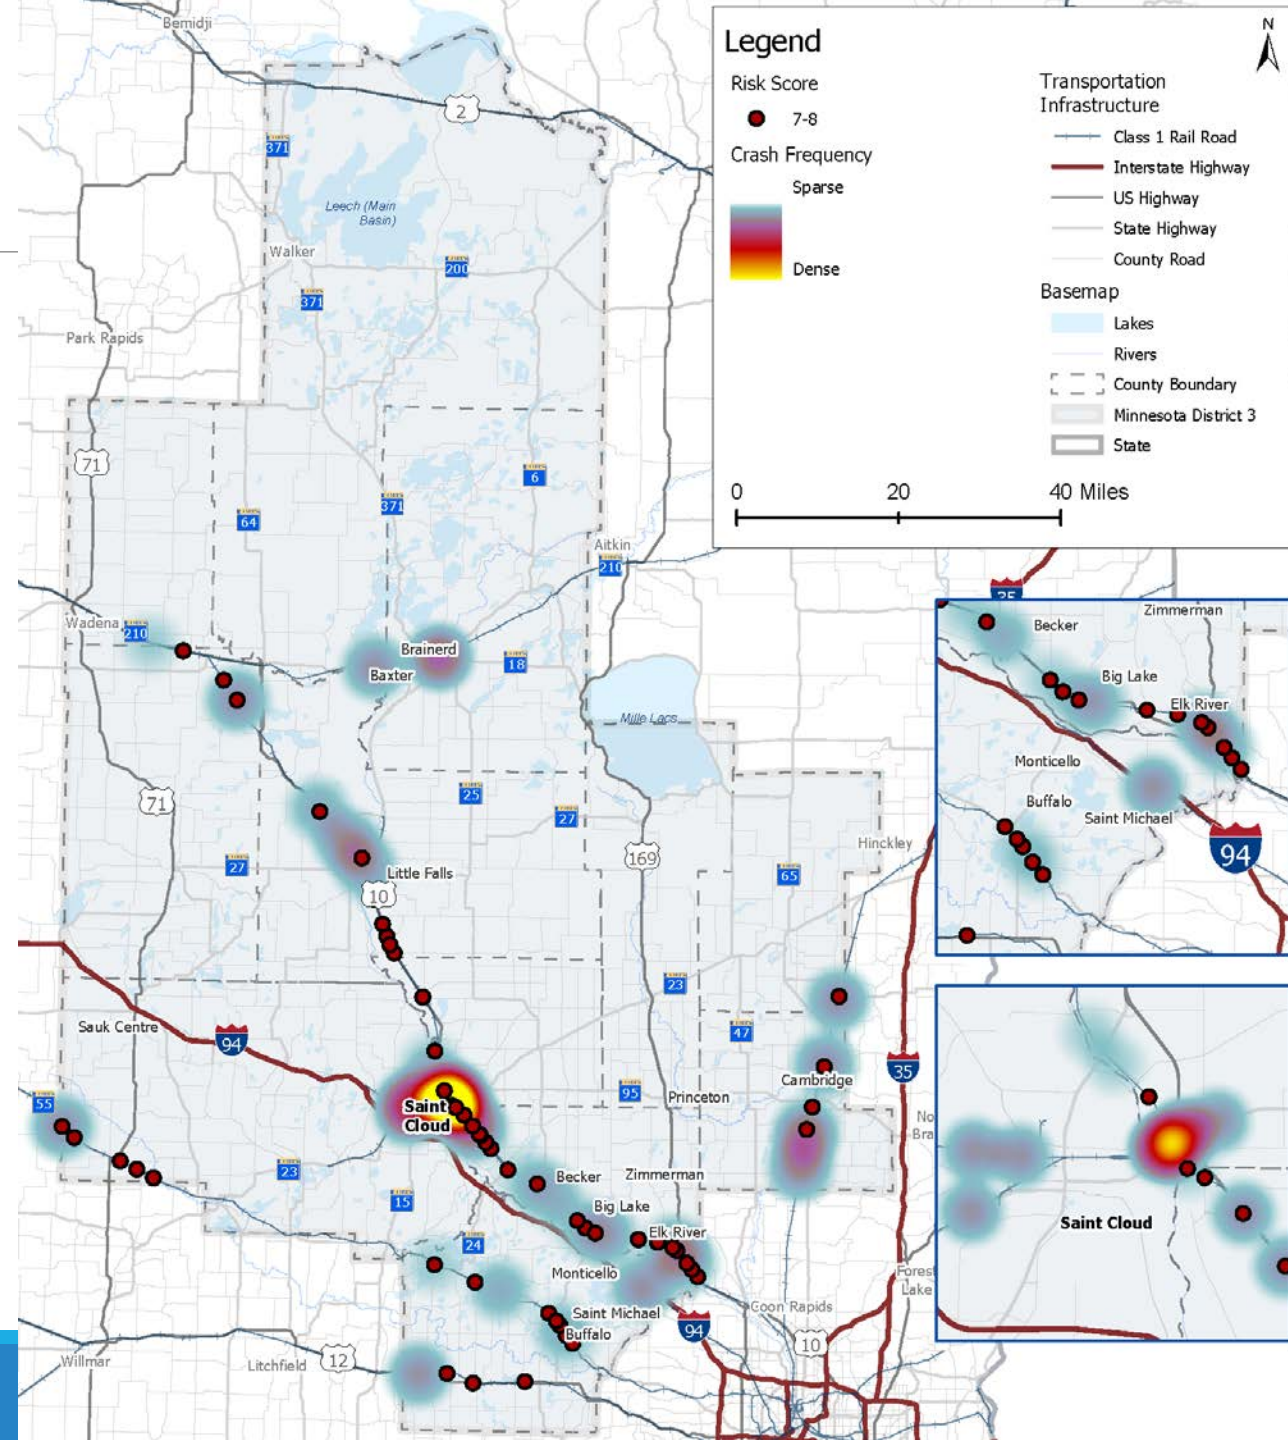 Legend
Risk Score
7-8
Crash Frequency
Sparse
Dense
N
Transportation
Infrastructure
Class 1 Rail Road
Interstate Highway
US Highway
State Highway
County Road
Basemap
Lakes
Rivers
County Boundary
Minnesota District 3
State
0 20 40 Miles
Bemidji
2
371
Leech (Main
Basin)
Walker
200
371
Park Rapids
71
6
371
64
Aitkin
210
Wadena
210
Brainerd
Baxter
18
Mille Lacs
71
25
27
27
169
Little Falls
10
65
Hinckley
23
47
Sauk Centre
94
35
Cambridge
55
95
Princeton
Saint
Cloud
No
Bra
23
Becker
Zimmerman
15
Big Lake
24
Elk River
Monticello
Forest
Lake
Saint Michael
Coon Rapids
Buffalo
94
10
Willmar
Litchfield
12
35
Zimmerman
Becker
Big Lake
Elk River
Monticello
Buffalo
Saint Michael
94
Saint Cloud